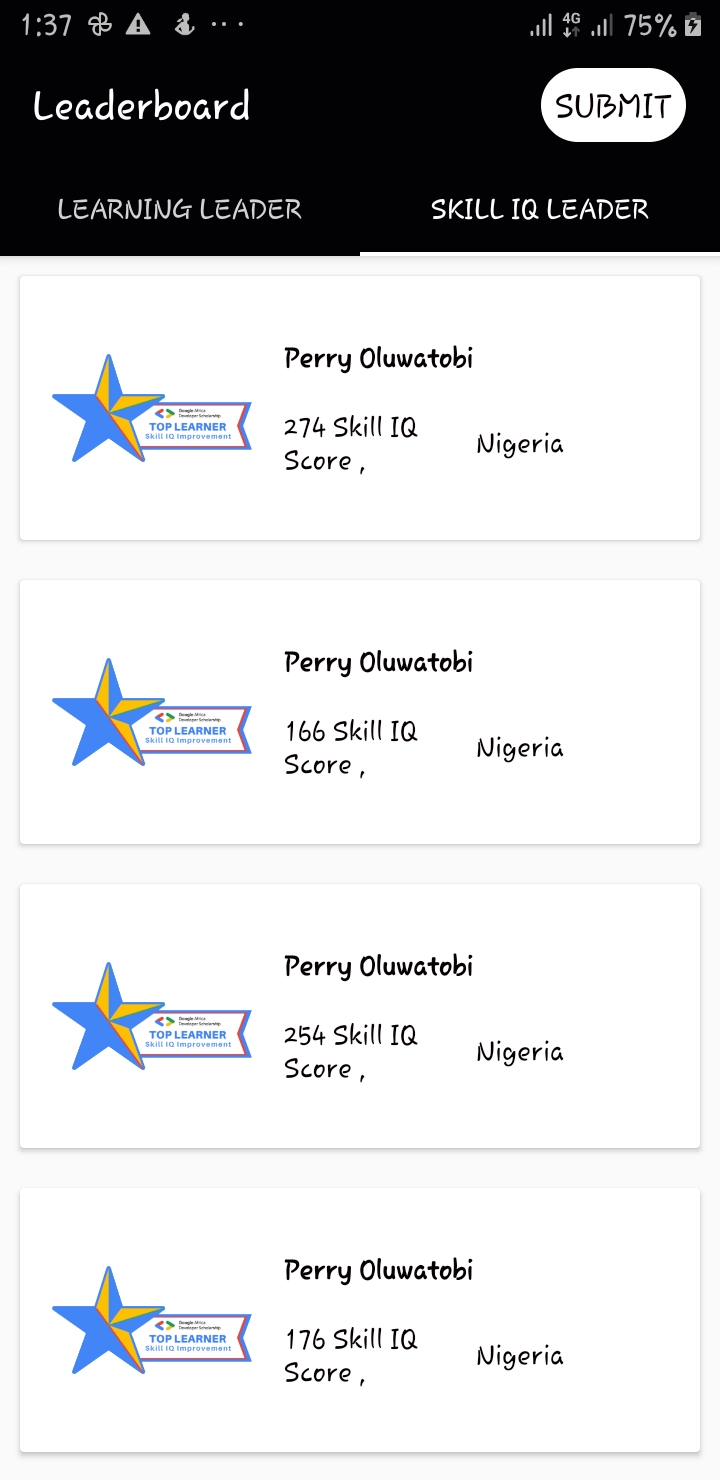 1:37 4G 75%
Leaderboard SUBMIT
LEARNING LEADER SKILL IQ LEADER
Perry Oluwatobi
Google Africa
Developer Scholarship
TOP LEARNER
Skill IQ Improvement
274 Skill IQ
Score ,
Nigeria
Perry Oluwatobi
Google Africa
Developer Scholarship
TOP LEARNER
Skill IQ Improvement
166 Skill IQ
Score ,
Nigeria
Perry Oluwatobi
Google Africa
Developer Scholarship
TOP LEARNER
Skill IQ Improvement
254 Skill IQ
Score ,
Nigeria
Perry Oluwatobi
Google Africa
Developer Scholarship
TOP LEARNER
Skill IQ Improvement
176 Skill IQ
Score ,
Nigeria